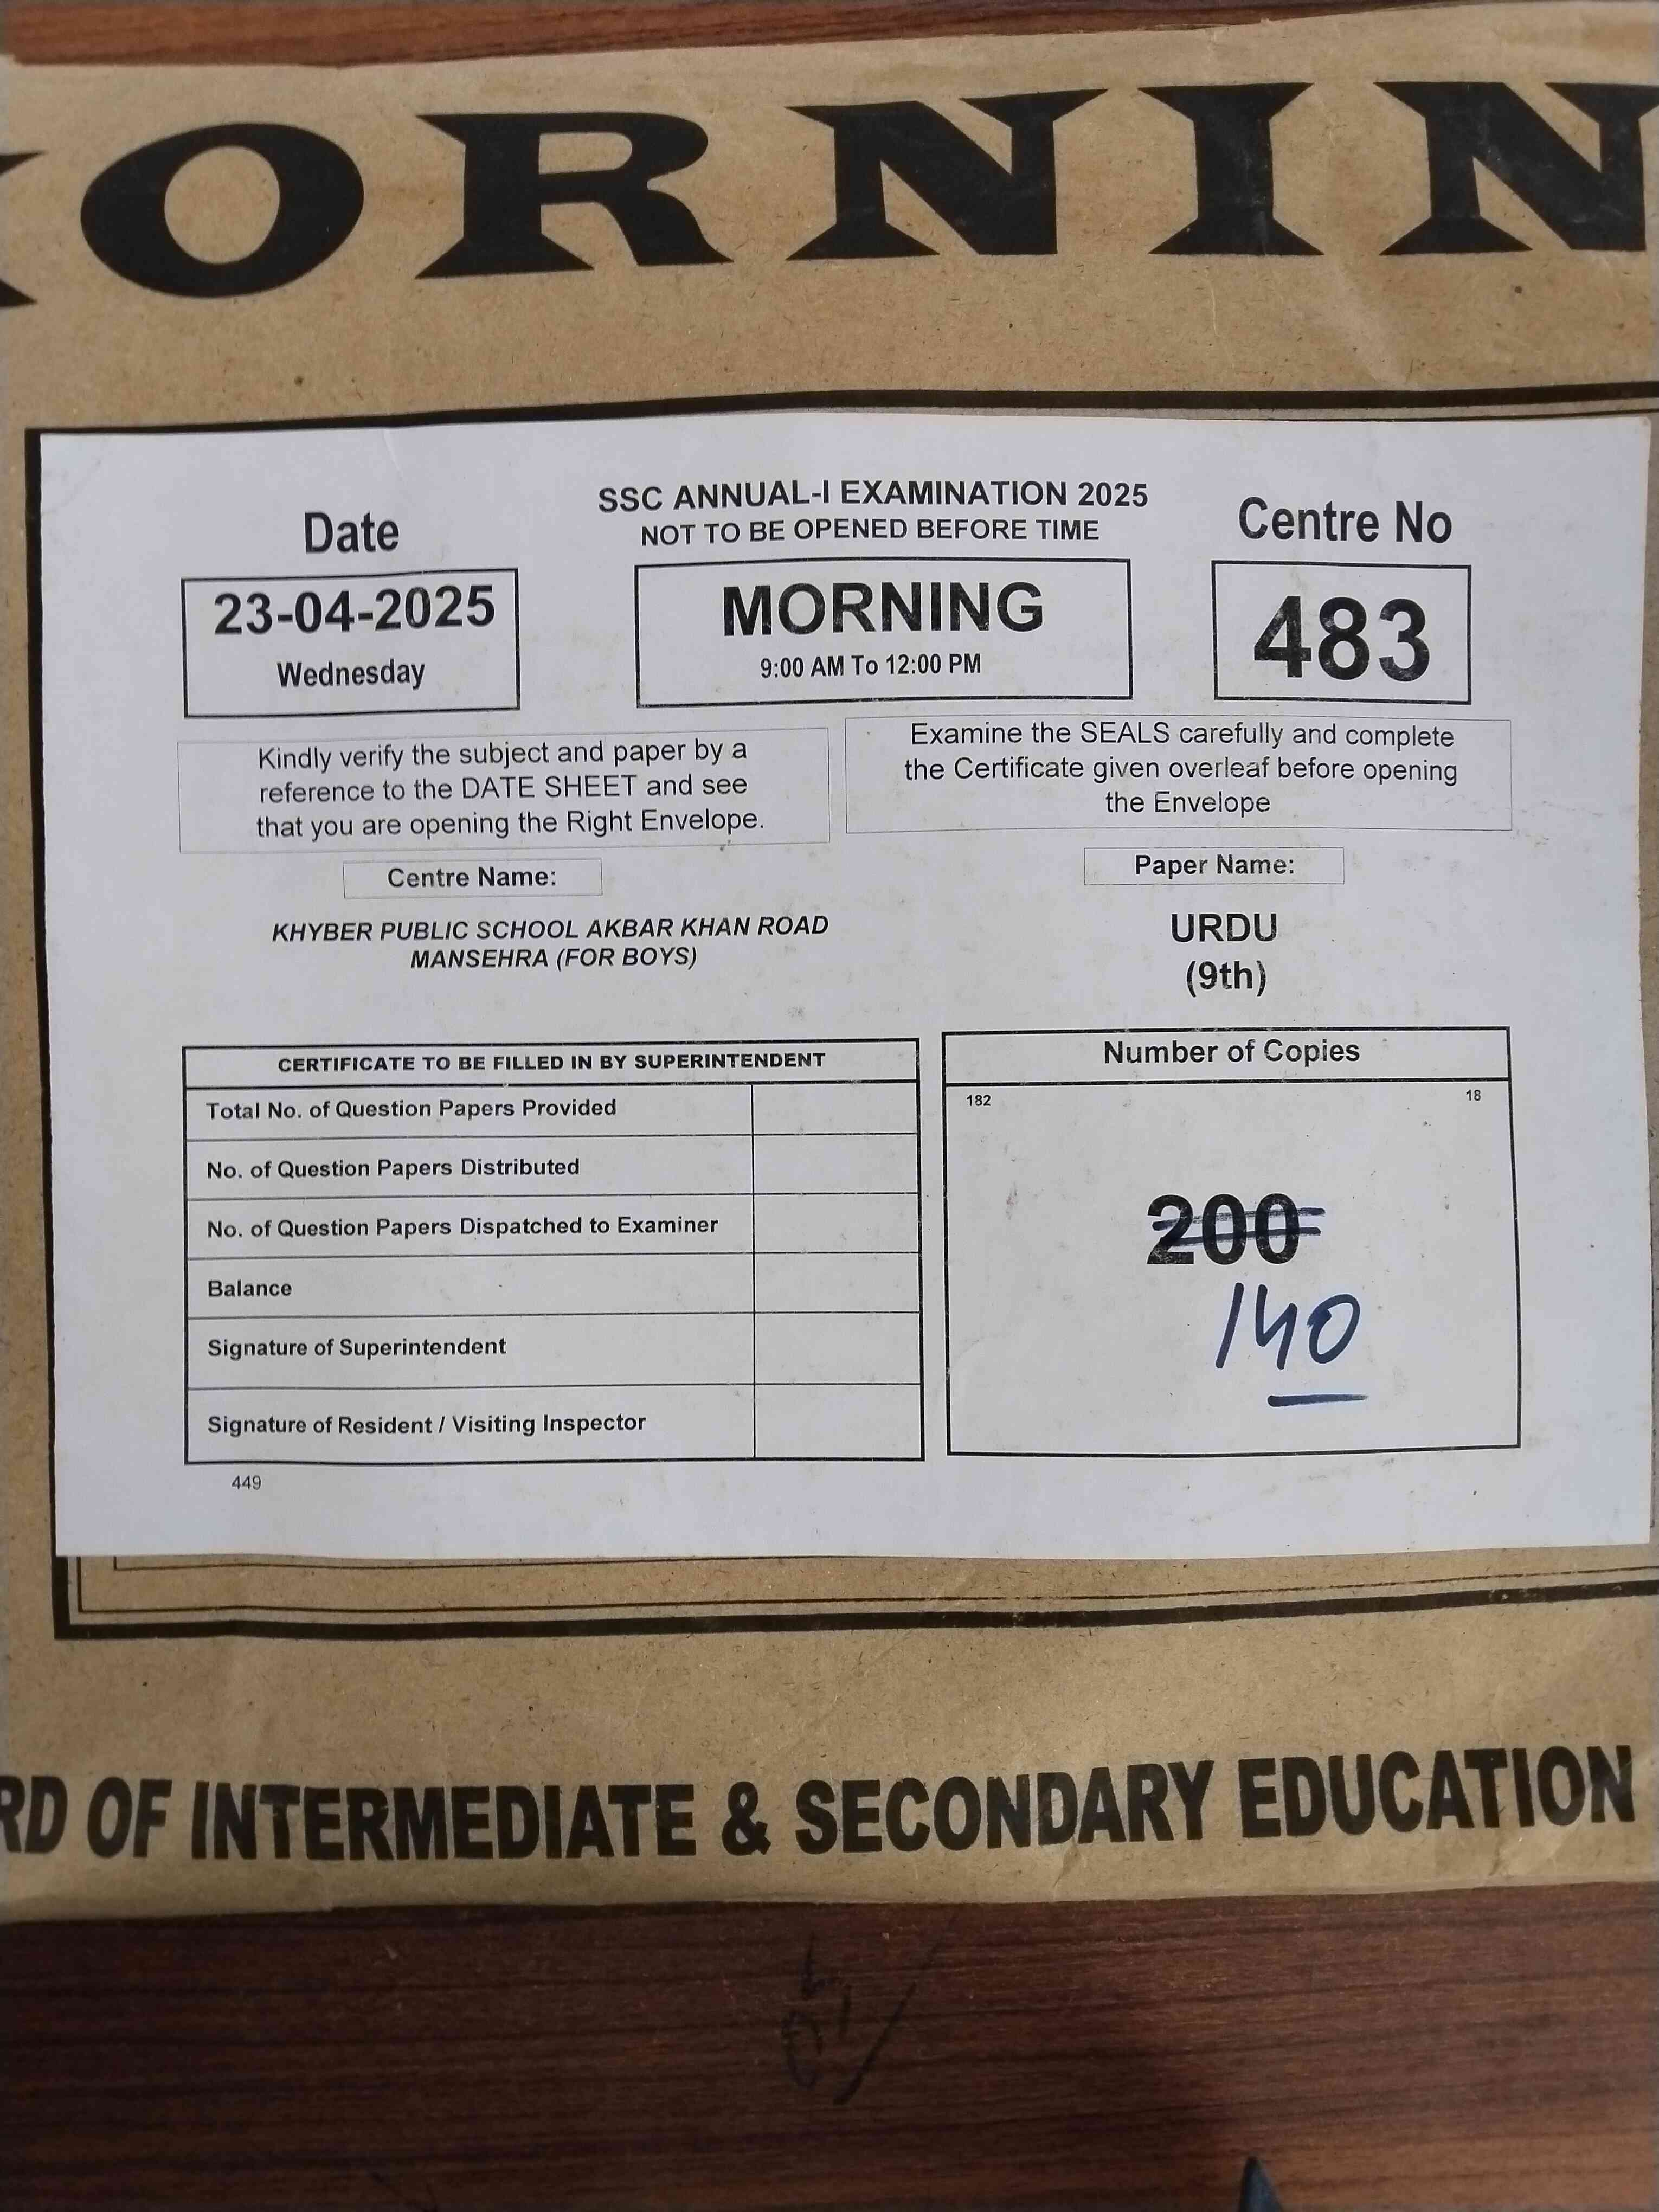 ORNIN
SSC ANNUAL-I EXAMINATION 2025
NOT TO BE OPENED BEFORE TIME
Date
23-04-2025
Wednesday
MORNING
9:00 AM To 12:00 PM
Centre No
483
Kindly verify the subject and paper by a
reference to the DATE SHEET and see
that you are opening the Right Envelope.
Examine the SEALS carefully and complete
the Certificate given overleaf before opening
the Envelope
Centre Name:
KHYBER PUBLIC SCHOOL AKBAR KHAN ROAD
MANSEHRA (FOR BOYS)
Paper Name:
URDU
(9th)
CERTIFICATE TO BE FILLED IN BY SUPERINTENDENT
Total No. of Question Papers Provided
No. of Question Papers Distributed
No. of Question Papers Dispatched to Examiner
Balance
Signature of Superintendent
Signature of Resident / Visiting Inspector
449
Number of Copies
182 18
200
140
RD OF INTERMEDIATE & SECONDARY EDUCATION